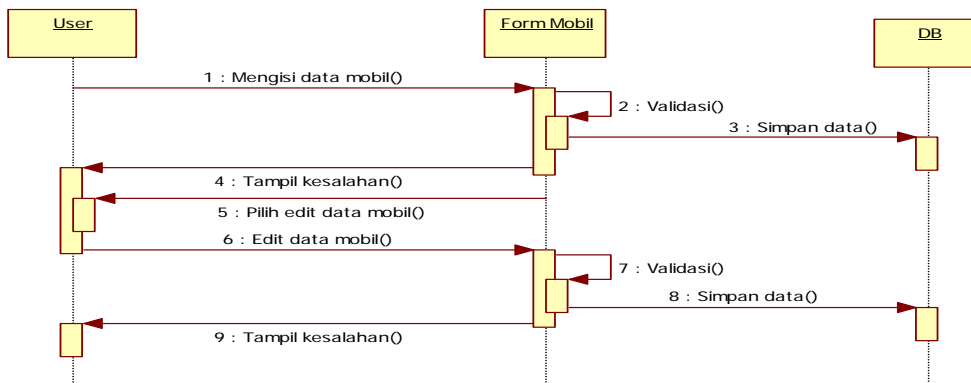 User
Form Mobil
DB
1 : Mengisi data mobil()
2 : Validasi()
3 : Simpan data()
4 : Tampil kesalahan()
5 : Pilih edit data mobil()
6 : Edit data mobil()
7 : Validasi()
8 : Simpan data()
9 : Tampil kesalahan()